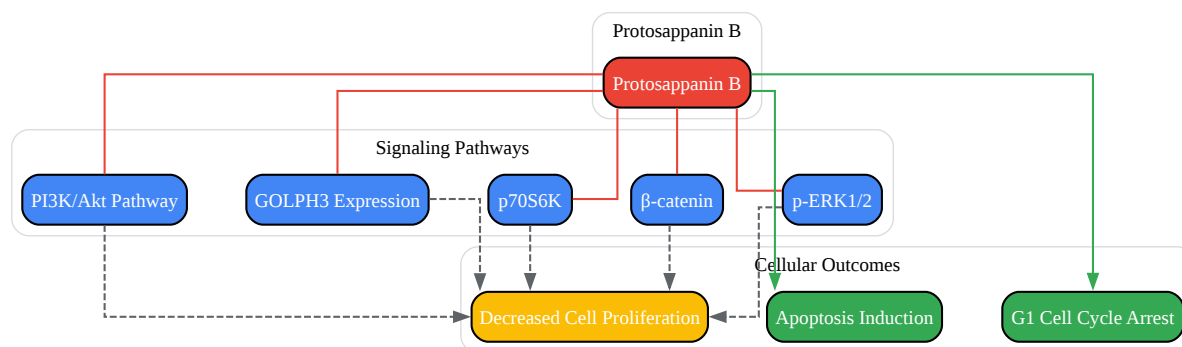 Protosappanin B
Protosappanin B
Signaling Pathways
PI3K/Akt Pathway
GOLPH3 Expression
p70S6K
β-catenin
p-ERK1/2
Cellular Outcomes
Decreased Cell Proliferation
Apoptosis Induction
G1 Cell Cycle Arrest